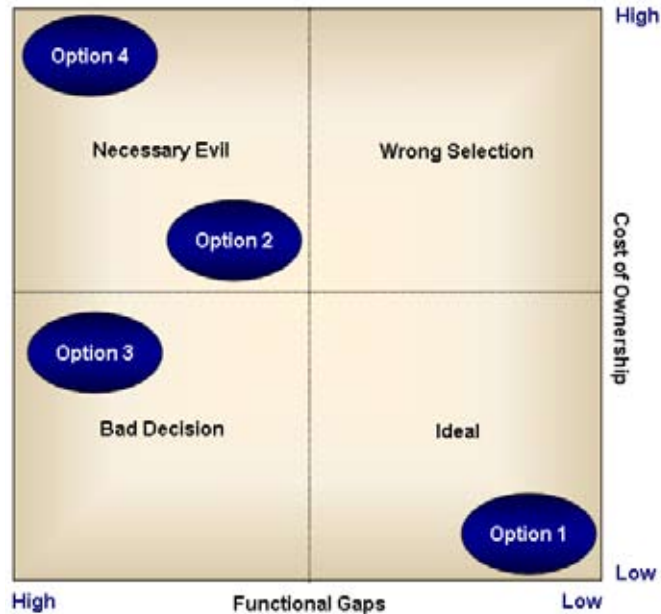 High
Option 4
Necessary Evil
Wrong Selection
Option 2
Cost of Ownership
Option 3
Bad Decision
Ideal
Option 1
Low
High
Functional Gaps
Low